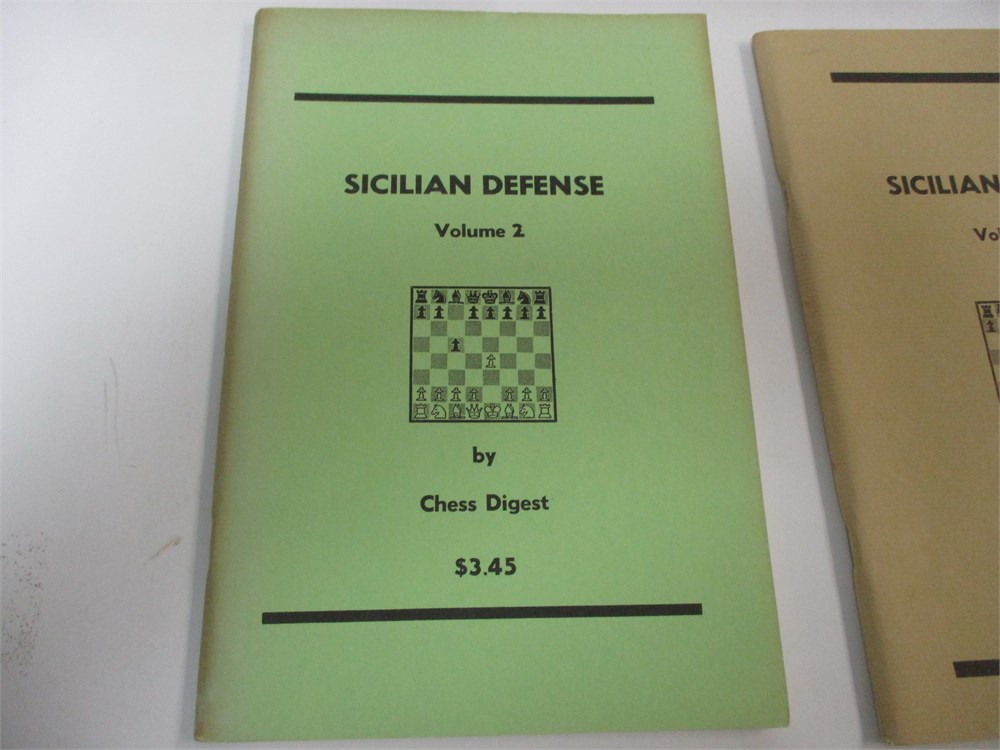 SICILIAN DEFENSE
Volume 2
by
Chess Digest
$3.45
SICILIAN